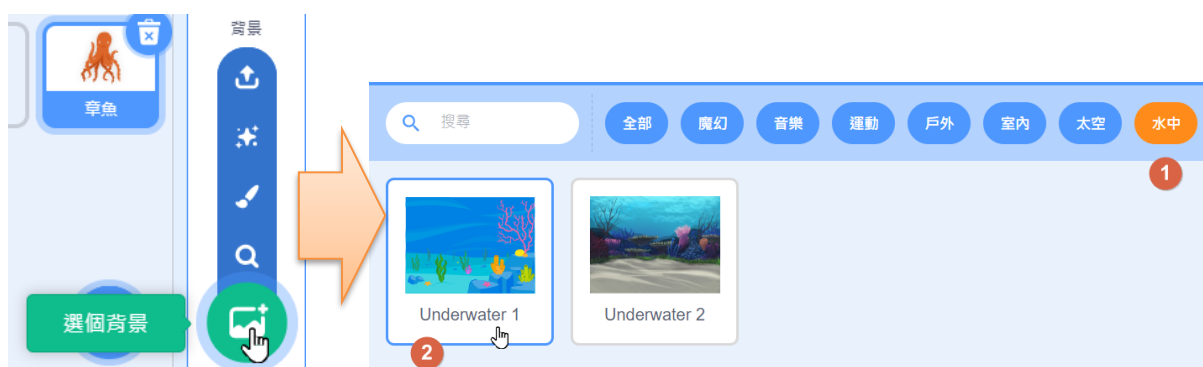 背景
章魚
選個背景
搜尋
全部 魔幻 音樂 運動 戶外 室內 太空 水中
1
Underwater 1
Underwater 2
2